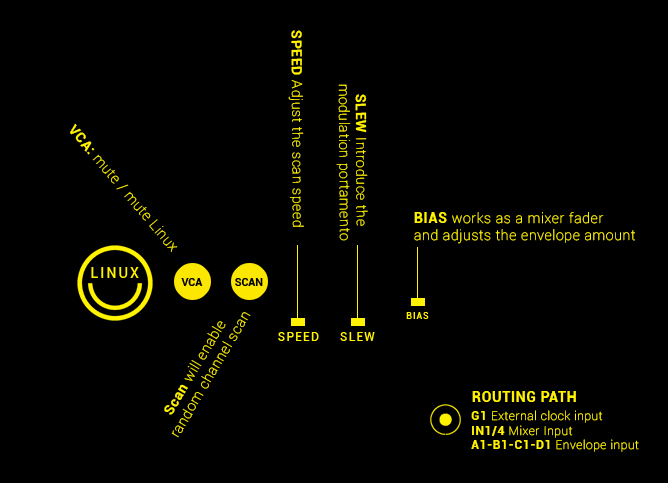 SPEED Adjust the scan speed
SLEW Introduce the
modulation portamento
VCA: mute / mute Linux
BIAS works as a mixer fader
and adjusts the envelope amount
LINUX
VCA
SCAN
BIAS
SPEED
SLEW
Scan will enable
random channel scan
ROUTING PATH
G1 External clock input
IN1/4 Mixer Input
A1-B1-C1-D1 Envelope input